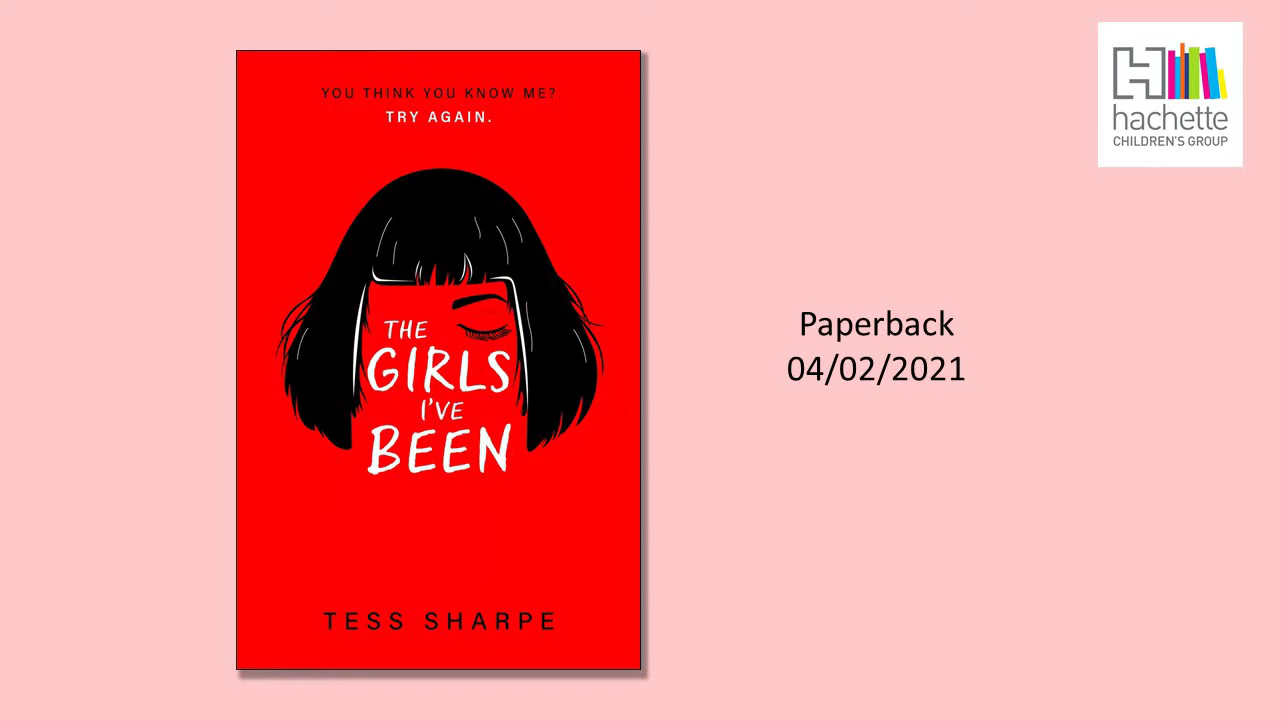 YOU THINK YOU KNOW ME?
TRY AGAIN.
THE
GIRLS
I'VE
BEEN
TESS SHARPE
Paperback
04/02/2021
hachette
CHILDREN'S GROUP